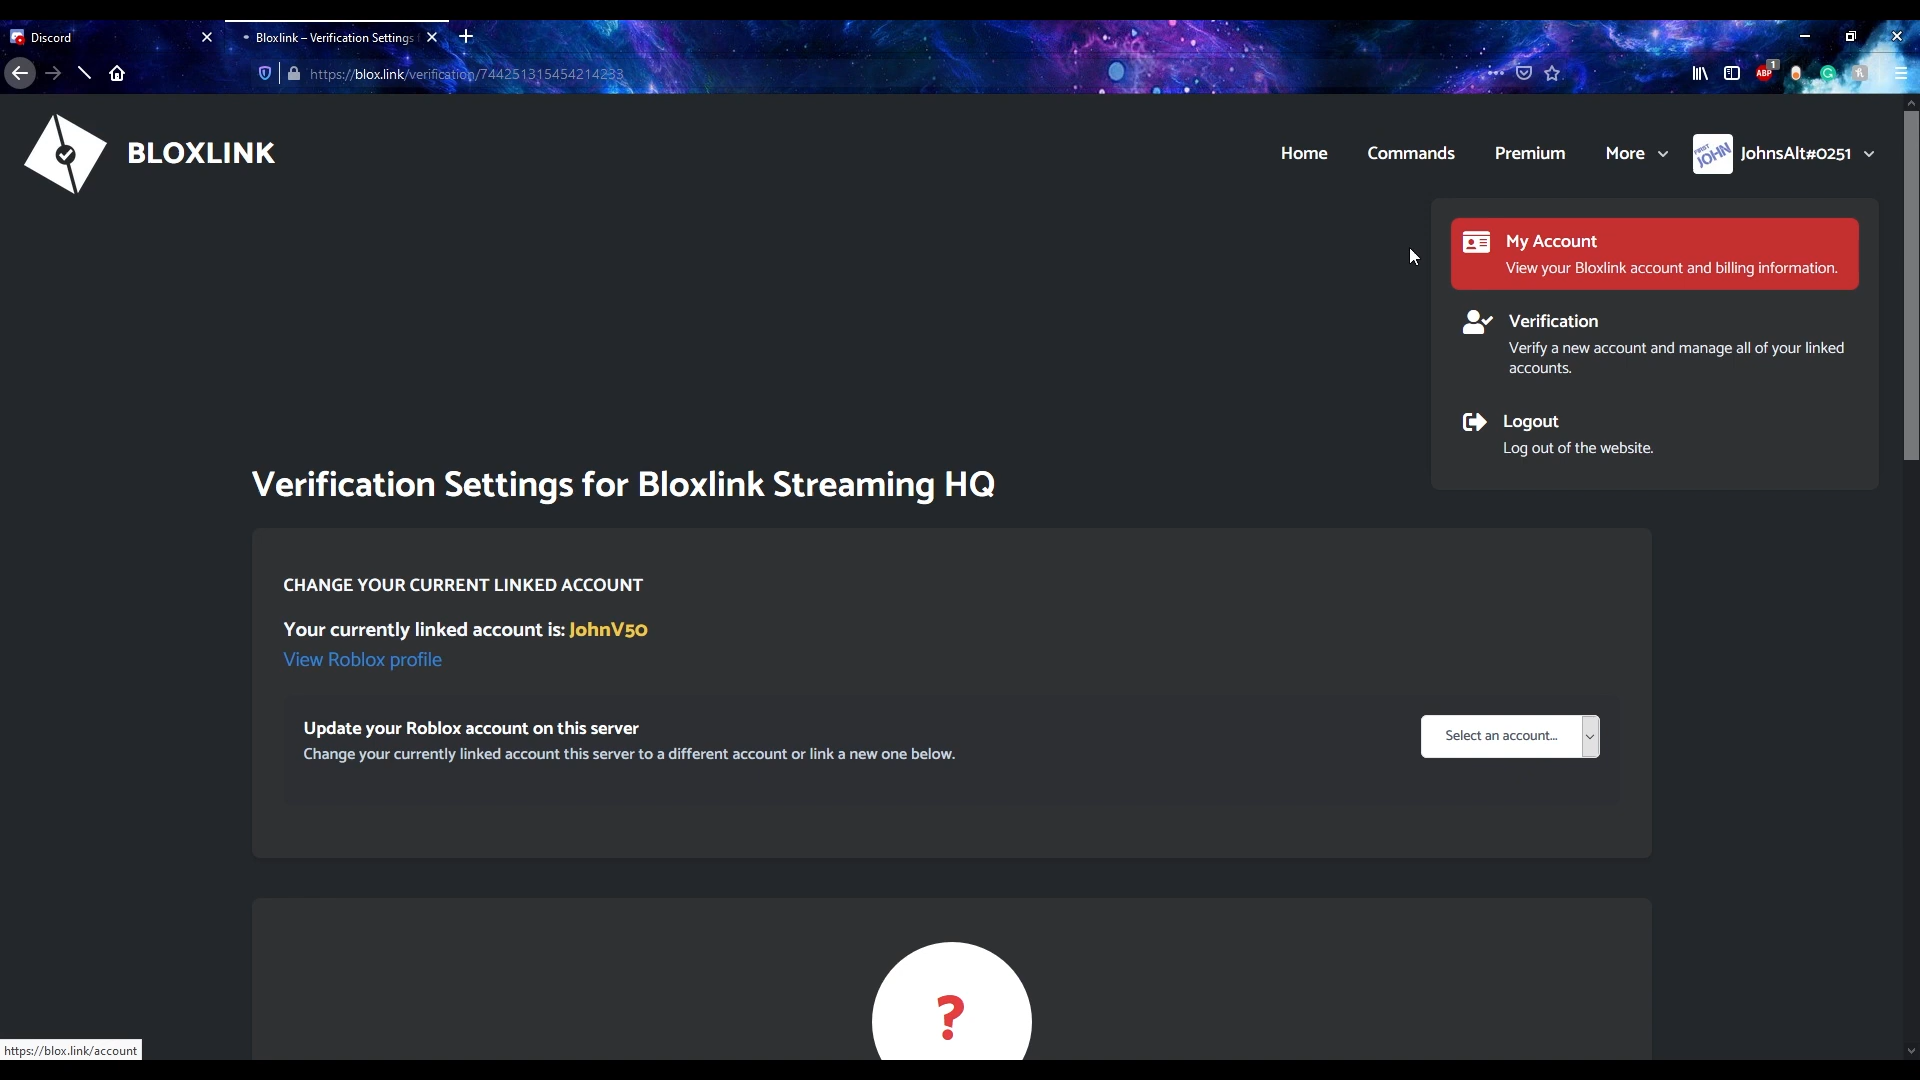 Discord
Bloxlink – Verification Settings
https://blox.link/verification/744251315454214233
ABP
1
BLOXLINK
Home
Commands
Premium
More
FIRST
JOHN
JohnsAlt#0251
My Account
View your Bloxlink account and billing information.
Verification
Verify a new account and manage all of your linked
accounts.
Logout
Log out of the website.
Verification Settings for Bloxlink Streaming HQ
CHANGE YOUR CURRENT LINKED ACCOUNT
Your currently linked account is: JohnV50
View Roblox profile
Update your Roblox account on this server
Change your currently linked account this server to a different account or link a new one below.
Select an account...
?
https://blox.link/account